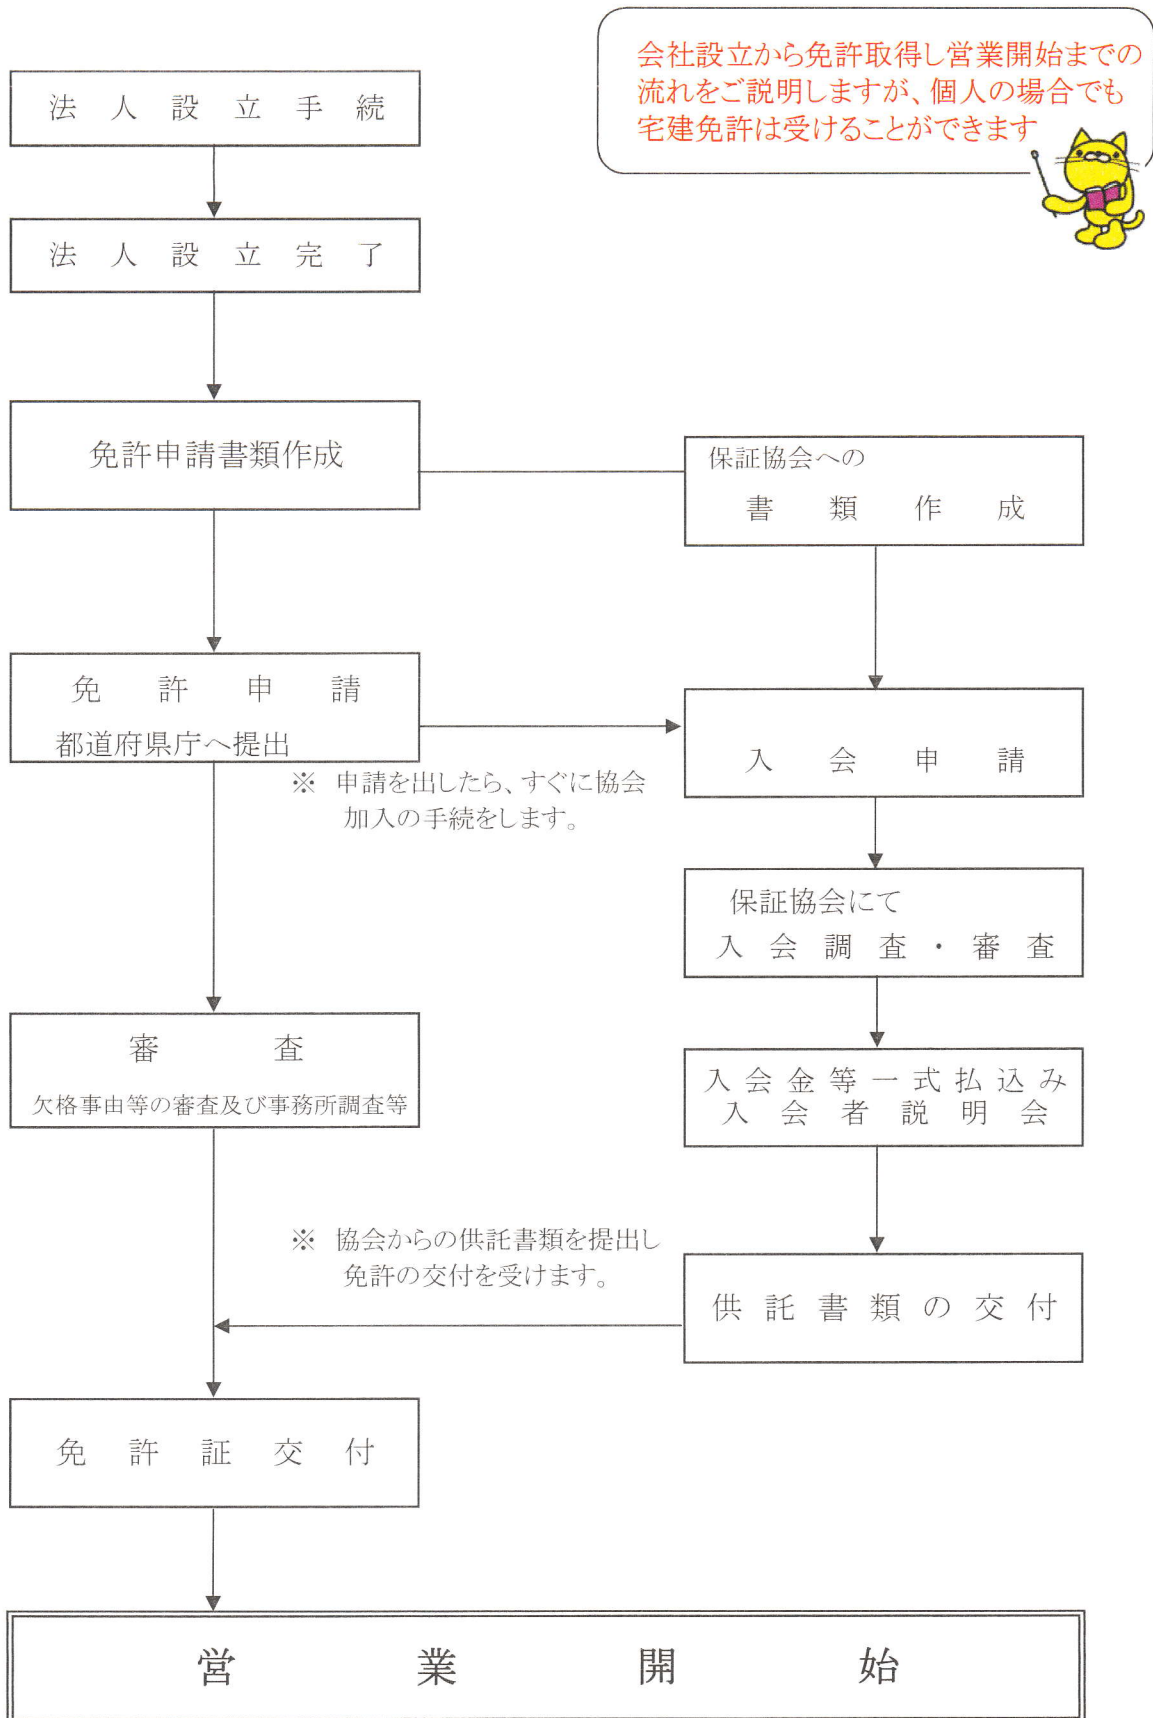 会社設立から免許取得し営業開始までの
流れをご説明しますが、個人の場合でも
宅建免許は受けることができます
法人設立手続
法人設立完了
免許申請書類作成
保証協会への
書類作成
免許申請
都道府県庁へ提出
※ 申請を出したら、すぐに協会
加入の手続をします。
入会申請
保証協会にて
入会調査・審査
審査
欠格事由等の審査及び事務所調査等
入会金等一式払込み
入会者説明会
※ 協会からの供託書類を提出し
免許の交付を受けます。
供託書類の交付
免許証交付
営業開始